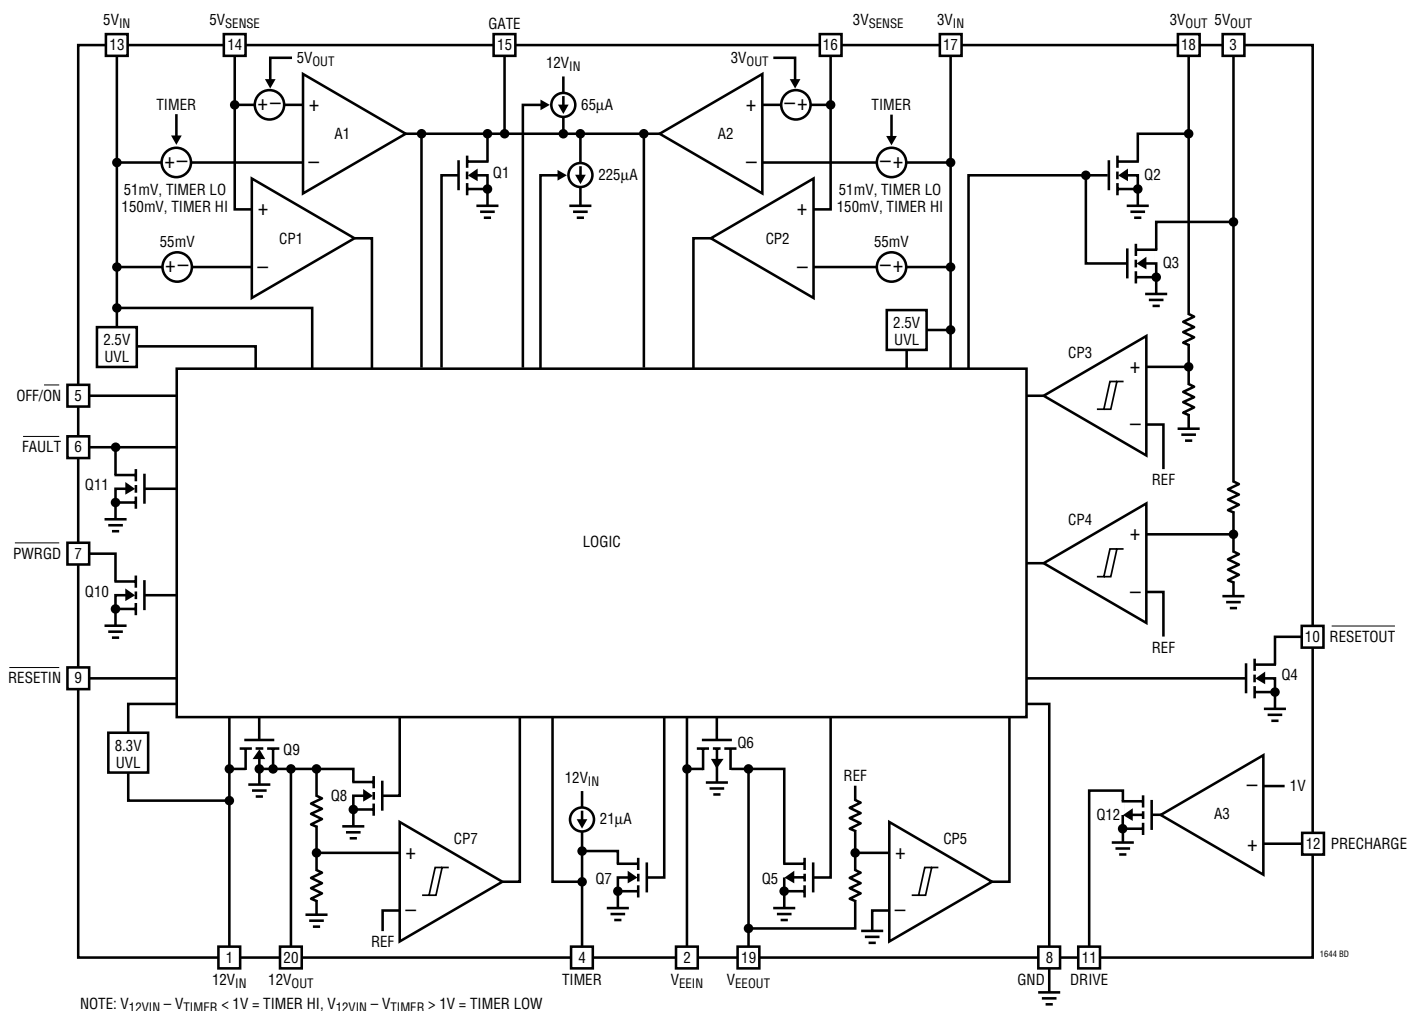 5VIN
5VSENSE
GATE
3VSENSE
3VIN
3VOUT
5VOUT
13
14
15
16
17
18
3
5VOUT
12VIN
3VOUT
TIMER
+−
+
A1
65µA
A2
+
−+
TIMER
+−
−
Q1
225µA
−
−+
Q2
51mV, TIMER LO
150mV, TIMER HI
51mV, TIMER LO
150mV, TIMER HI
+
CP1
CP2
+
55mV
55mV
+−
−
−
−+
Q3
2.5V
UVL
2.5V
UVL
CP3
+
−
REF
OFF/ON
5
FAULT
6
Q11
PWRGD
7
Q10
RESETIN
9
LOGIC
CP4
+
−
REF
10
RESETOUT
Q4
8.3V
UVL
Q9
Q8
12VIN
21µA
Q7
Q6
REF
Q5
CP7
+
−
REF
CP5
+
−
Q12
A3
−
1V
+
12
PRECHARGE
1
20
4
2
19
8
11
1644 BD
12VIN
12VOUT
TIMER
VEEIN
VEEOUT
GND
DRIVE
NOTE: V12VIN – VTIMER < 1V = TIMER HI, V12VIN – VTIMER > 1V = TIMER LOW